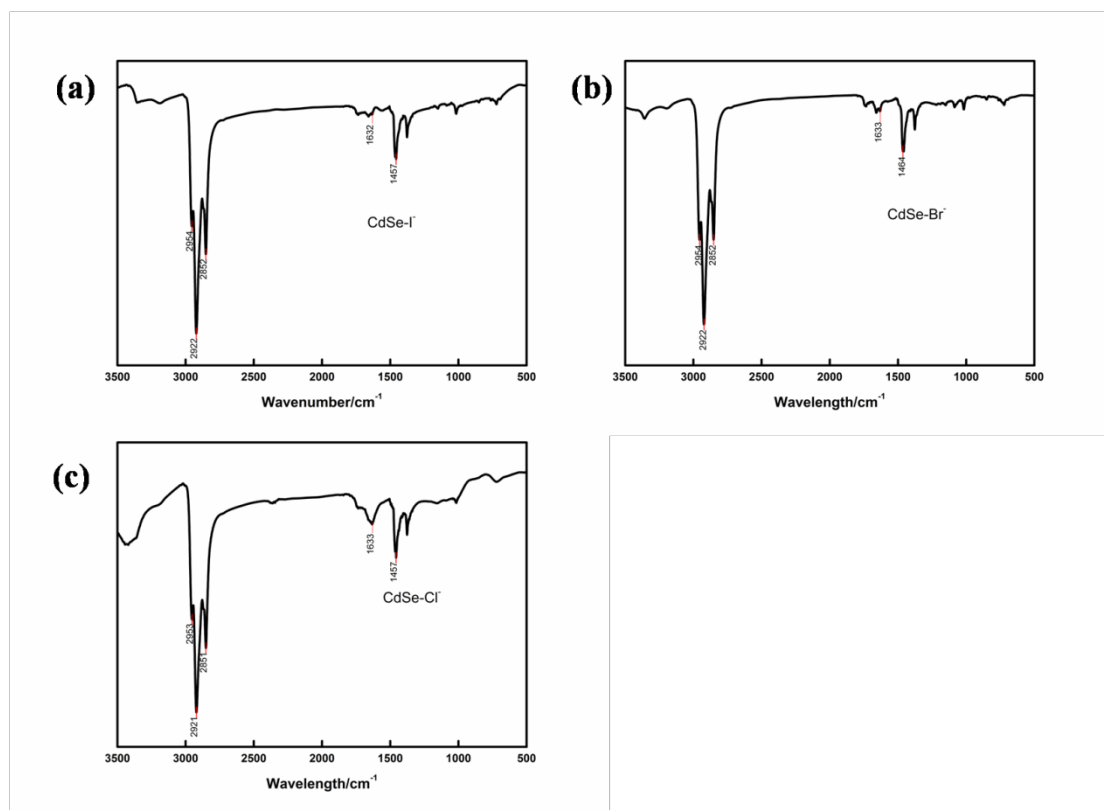 (a)
2954
2922
2852
1632
1457
CdSe-I⁻
3500 3000 2500 2000 1500 1000 500
Wavenumber/cm⁻¹
(b)
2954
2922
2852
1633
1464
CdSe-Br⁻
3500 3000 2500 2000 1500 1000 500
Wavelength/cm⁻¹
(c)
2953
2921
2851
1633
1457
CdSe-Cl⁻
3500 3000 2500 2000 1500 1000 500
Wavelength/cm⁻¹